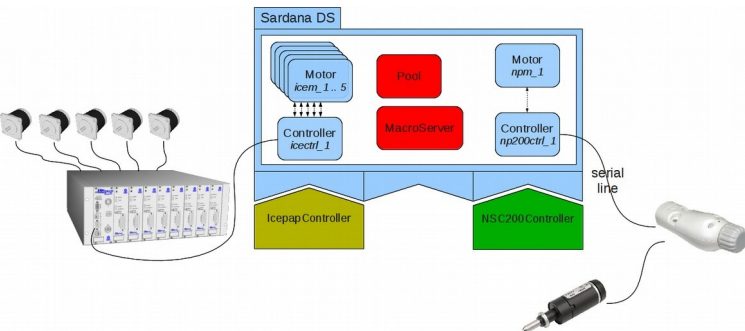 Sardana DS
Motor
icem_1.. 5
Pool
Motor
npm_1
Controller
icectrl_1
MacroServer
Controller
np200ctrl_1
serial
line
IcepapController
NSC200Controller